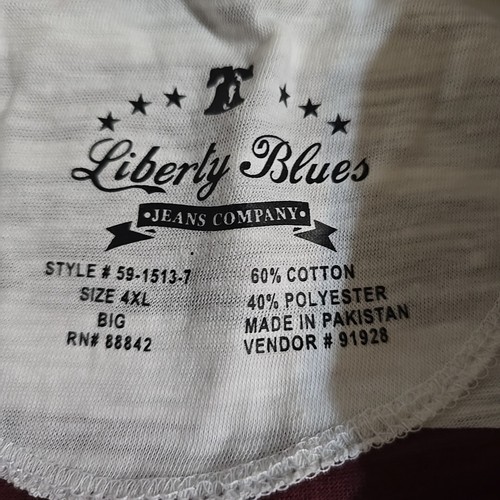 Liberty Blues
•JEANS COMPANY•
STYLE # 59-1513-7
SIZE 4XL
BIG
RN# 88842
60% COTTON
40% POLYESTER
MADE IN PAKISTAN
VENDOR # 91928